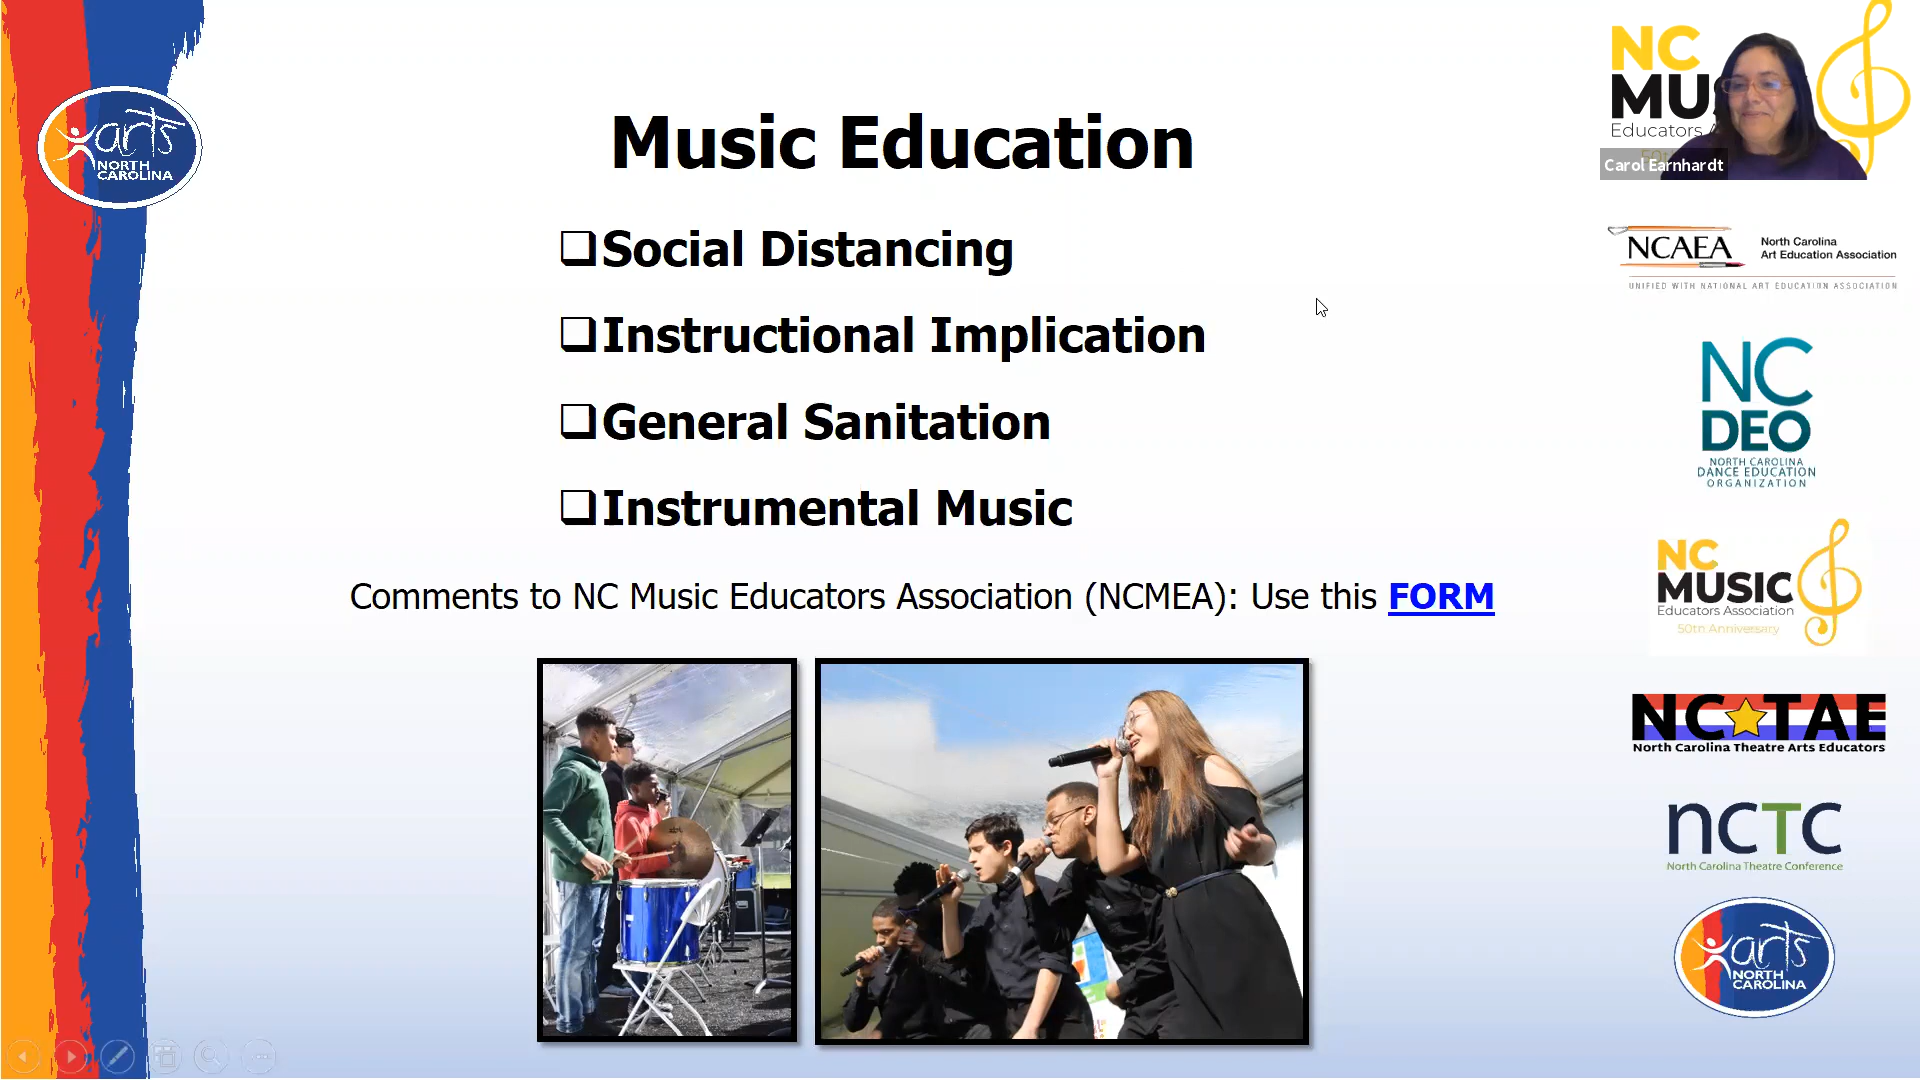 arts
NORTH
CAROLINA
Music Education
Social Distancing
Instructional Implication
General Sanitation
Instrumental Music
Comments to NC Music Educators Association (NCMEA): Use this FORM
NC
MUS
Educators A
Carol Earnhardt
NCAEA
North Carolina
Art Education Association
UNIFIED WITH NATIONAL ART EDUCATION ASSOCIATION
NC
DEO
NORTH CAROLINA
DANCE EDUCATION
ORGANIZATION
NC
MUSIC
Educators Association
50th Anniversary
NC TAE
North Carolina Theatre Arts Educators
nCTC
North Carolina Theatre Conference
arts
NORTH
CAROLINA